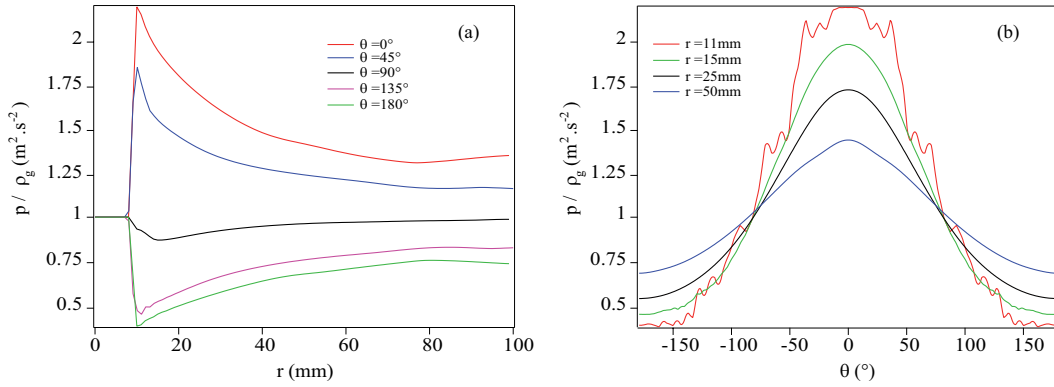 (a)
θ =0°
θ =45°
θ =90°
θ =135°
θ =180°
p / ρg (m².s⁻²)
2
1.75
1.5
1.25
1
0.75
0.5
0 20 40 60 80 100
r (mm)
(b)
r =11mm
r =15mm
r =25mm
r =50mm
p / ρg (m².s⁻²)
2
1.75
1.5
1.25
1
0.75
0.5
-150 -100 -50 0 50 100 150
θ (°)